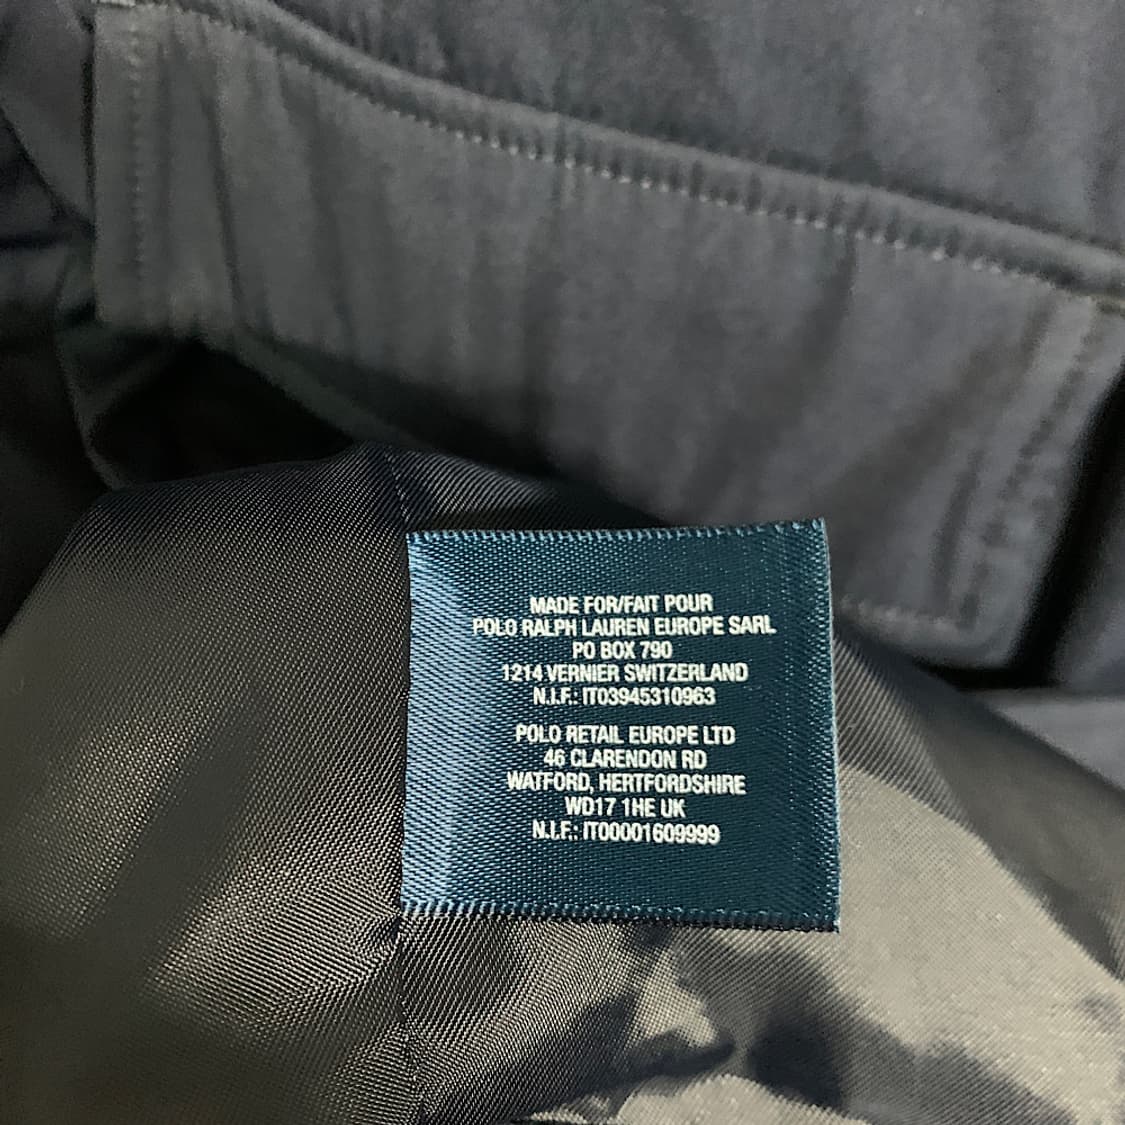 MADE FOR/FAIT POUR
POLO RALPH LAUREN EUROPE SARL
PO BOX 790
1214 VERNIER SWITZERLAND
N.I.F.: IT03945310963
POLO RETAIL EUROPE LTD
46 CLARENDON RD
WATFORD, HERTFORDSHIRE
WD17 1HE UK
N.I.F.: IT00001609999